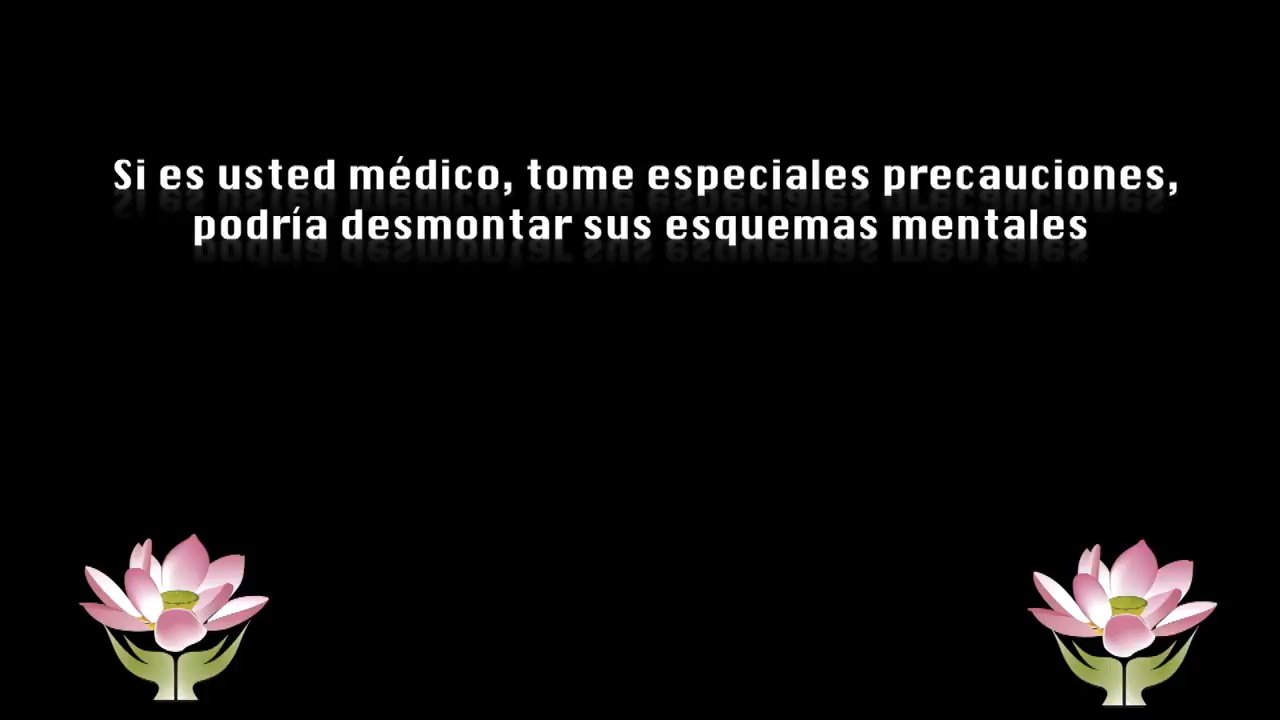 Si es usted médico, tome especiales precauciones,
podría desmontar sus esquemas mentales